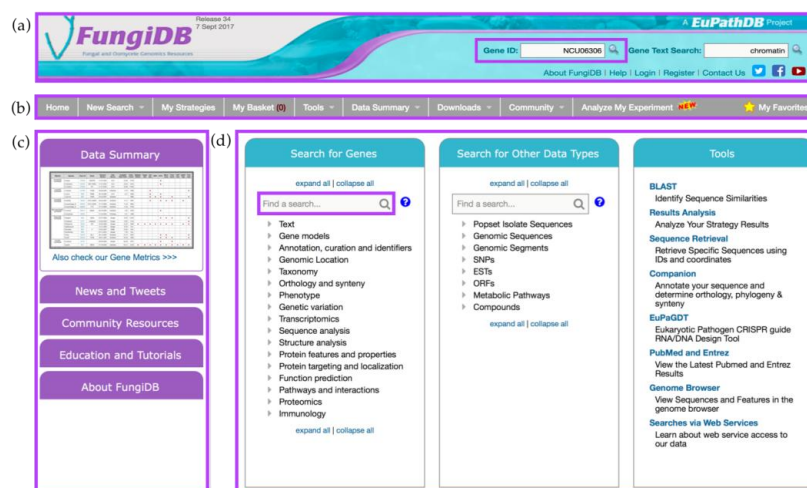 (a)
FungiDB
Release 34
7 Sept 2017
Fungal and Oomycete Genomics Resources
A EuPathDB Project
Gene ID: NCU06306 Gene Text Search: chromatin
About FungiDB | Help | Login | Register | Contact Us
(b)
Home New Search My Strategies My Basket (0) Tools Data Summary Downloads Community Analyze My Experiment NEW My Favorites
(c)
Data Summary
Also check our Gene Metrics >>>
News and Tweets
Community Resources
Education and Tutorials
About FungiDB
(d)
Search for Genes
expand all | collapse all
Find a search...
Text
Gene models
Annotation, curation and identifiers
Genomic Location
Taxonomy
Orthology and synteny
Phenotype
Genetic variation
Transcriptomics
Sequence analysis
Structure analysis
Protein features and properties
Protein targeting and localization
Function prediction
Pathways and interactions
Proteomics
Immunology
expand all | collapse all
Search for Other Data Types
expand all | collapse all
Find a search...
Popset Isolate Sequences
Genomic Sequences
Genomic Segments
SNPs
ESTs
ORFs
Metabolic Pathways
Compounds
expand all | collapse all
Tools
BLAST
Identify Sequence Similarities
Results Analysis
Analyze Your Strategy Results
Sequence Retrieval
Retrieve Specific Sequences using
IDs and coordinates
Companion
Annotate your sequence and
determine orthology, phylogeny &
synteny
EuPaGDT
Eukaryotic Pathogen CRISPR guide
RNA/DNA Design Tool
PubMed and Entrez
View the Latest Pubmed and Entrez
Results
Genome Browser
View Sequences and Features in the
genome browser
Searches via Web Services
Learn about web service access to
our data